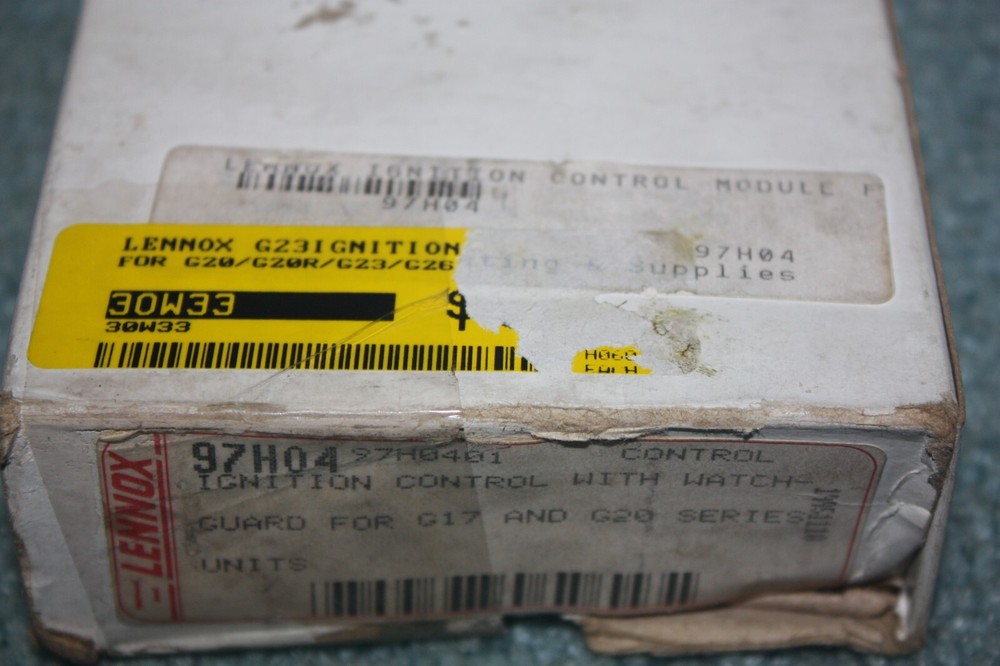 LENNOX IGNITION CONTROL MODULE F
97H04
97H04
Supplies
LENNOX G23IGNITION
FOR G20/G20R/G23/G26
30W33
30W33
$
EACH
97H04 97H0401 CONTROL
IGNITION CONTROL WITH WATCH-
GUARD FOR G17 AND G20 SERIES
UNITS
LENNOX